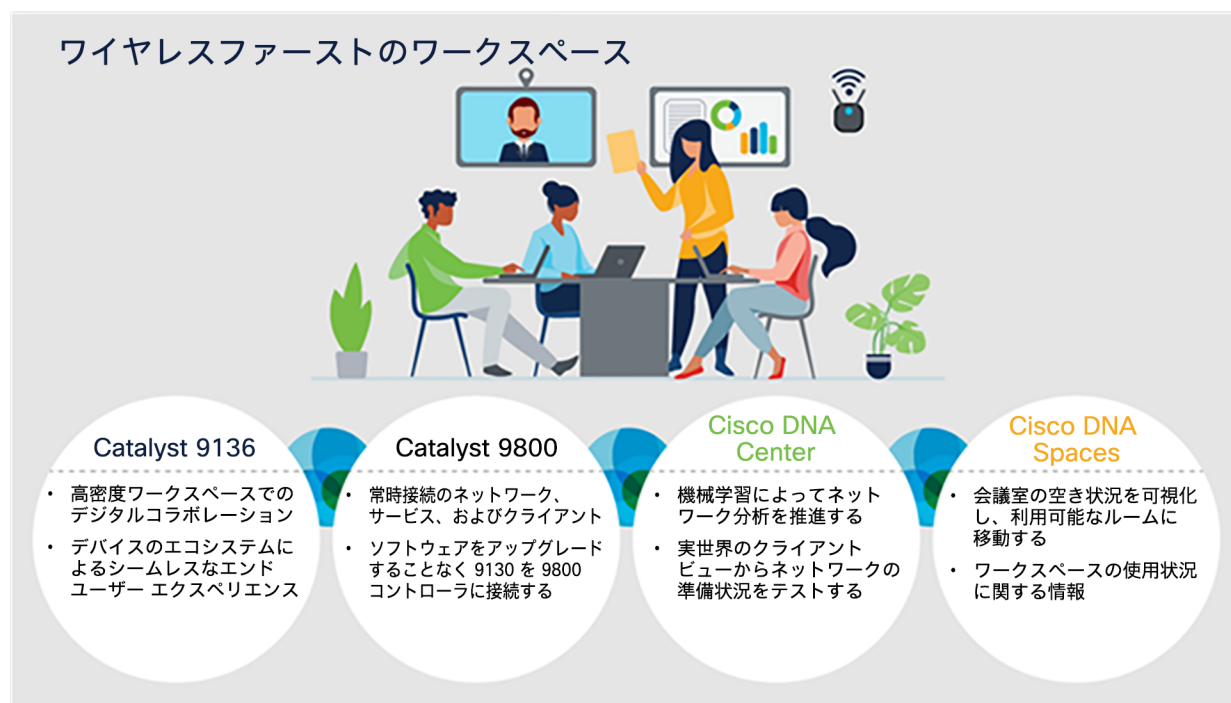 ワイヤレスファーストのワークスペース
Catalyst 9136
• 高密度ワークスペースでの
デジタルコラボレーション
• デバイスのエコシステムに
よるシームレスなエンド
ユーザー エクスペリエンス
Catalyst 9800
• 常時接続のネットワーク、
サービス、およびクライアント
• ソフトウェアをアップグレード
することなく 9130 を 9800
コントローラに接続する
Cisco DNA
Center
• 機械学習によってネット
ワーク分析を推進する
• 実世界のクライアント
ビューからネットワークの
準備状況をテストする
Cisco DNA
Spaces
• 会議室の空き状況を可視化
し、利用可能なルームに
移動する
• ワークスペースの使用状況
に関する情報